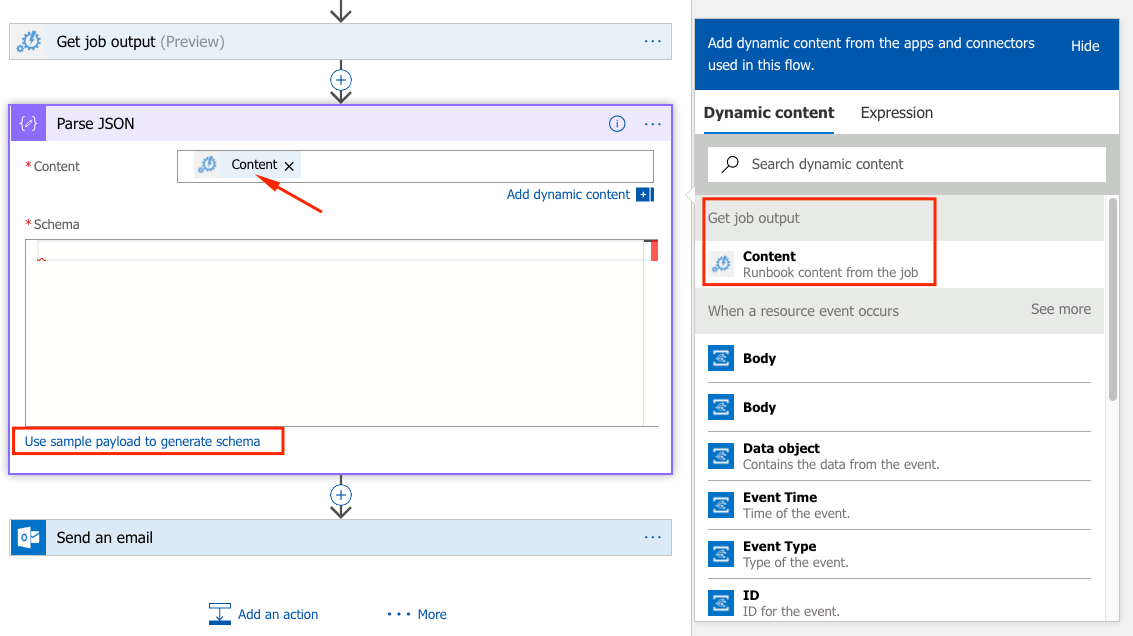 Get job output (Preview)
Parse JSON
* Content
Content
Add dynamic content
* Schema
Use sample payload to generate schema
Send an email
Add an action
More
Add dynamic content from the apps and connectors
used in this flow.
Hide
Dynamic content
Expression
Search dynamic content
Get job output
Content
Runbook content from the job
When a resource event occurs
See more
Body
Body
Data object
Contains the data from the event.
Event Time
Time of the event.
Event Type
Type of the event.
ID
ID for the event.